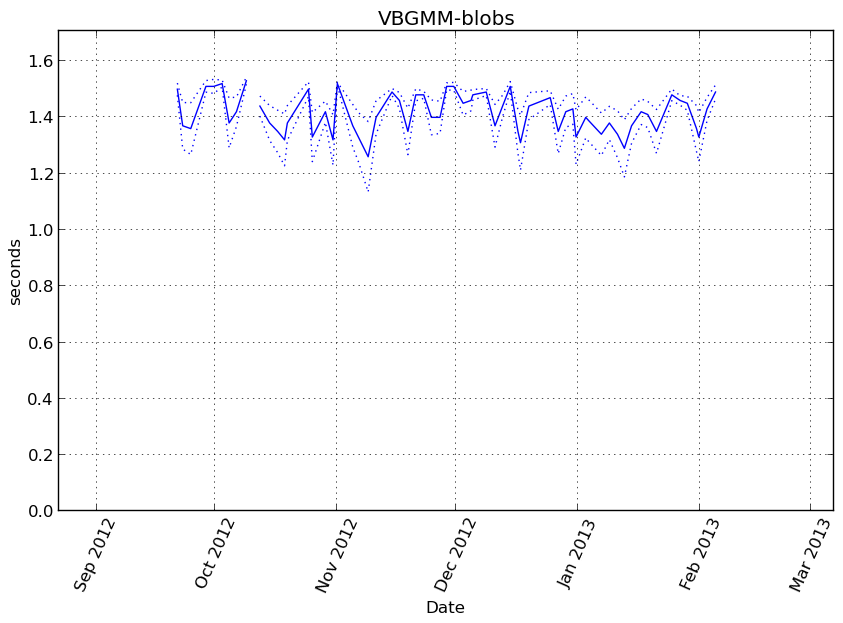 VBGMM-blobs
1.6
1.4
1.2
1.0
0.8
0.6
0.4
0.2
0.0
seconds
Sep 2012
Oct 2012
Nov 2012
Dec 2012
Jan 2013
Feb 2013
Mar 2013
Date